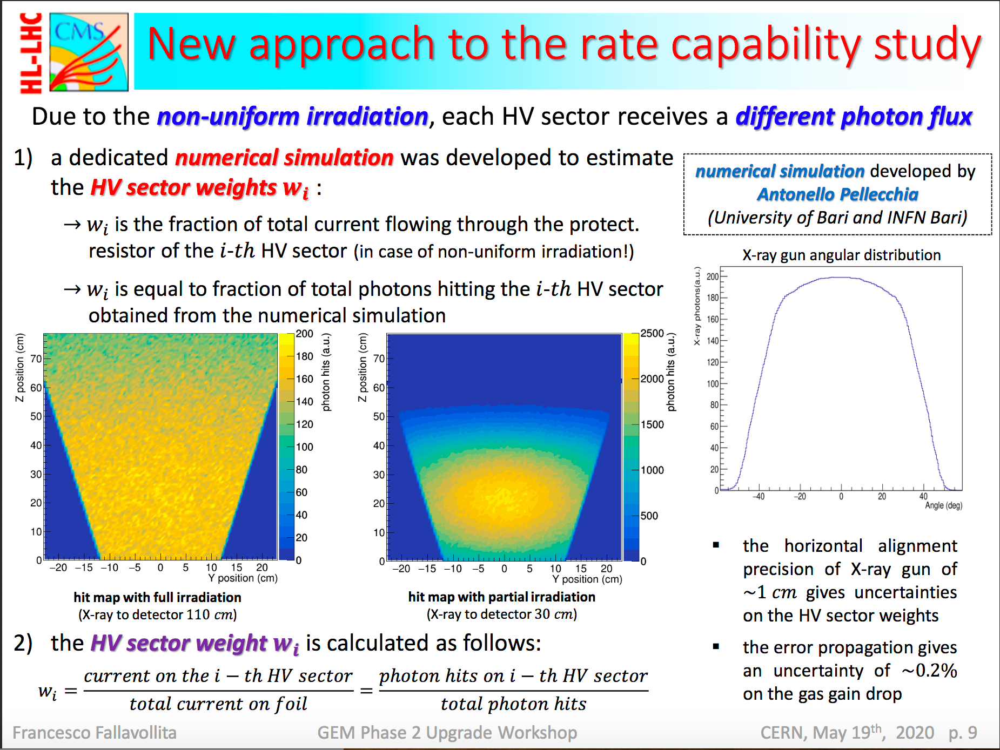 HL-LHC
CMS
New approach to the rate capability study
Due to the non-uniform irradiation, each HV sector receives a different photon flux
1) a dedicated numerical simulation was developed to estimate
the HV sector weights wᵢ :
→ wᵢ is the fraction of total current flowing through the protect.
resistor of the i-th HV sector (in case of non-uniform irradiation!)
→ wᵢ is equal to fraction of total photons hitting the i-th HV sector
obtained from the numerical simulation
numerical simulation developed by
Antonello Pellecchia
(University of Bari and INFN Bari)
X-ray gun angular distribution
X-ray photons(a.u.)
200
180
160
140
120
100
80
60
40
20
0
−40 −20 0 20 40
Angle (deg)
Z position (cm)
70
60
50
40
30
20
10
0
−20 −15 −10 −5 0 5 10 15 20
Y position (cm)
200
180
160
140
120
100
80
60
40
20
0
photon hits (a.u.)
hit map with full irradiation
(X-ray to detector 110 cm)
Z position (cm)
70
60
50
40
30
20
10
0
−20 −15 −10 −5 0 5 10 15 20
Y position (cm)
2500
2000
1500
1000
500
0
photon hits (a.u.)
hit map with partial irradiation
(X-ray to detector 30 cm)
▪ the horizontal alignment
precision of X-ray gun of
~1 cm gives uncertainties
on the HV sector weights
▪ the error propagation gives
an uncertainty of ~0.2%
on the gas gain drop
2) the HV sector weight wᵢ is calculated as follows:
wᵢ = current on the i − th HV sector / total current on foil = photon hits on i − th HV sector / total photon hits
Francesco Fallavollita GEM Phase 2 Upgrade Workshop CERN, May 19th, 2020 p. 9